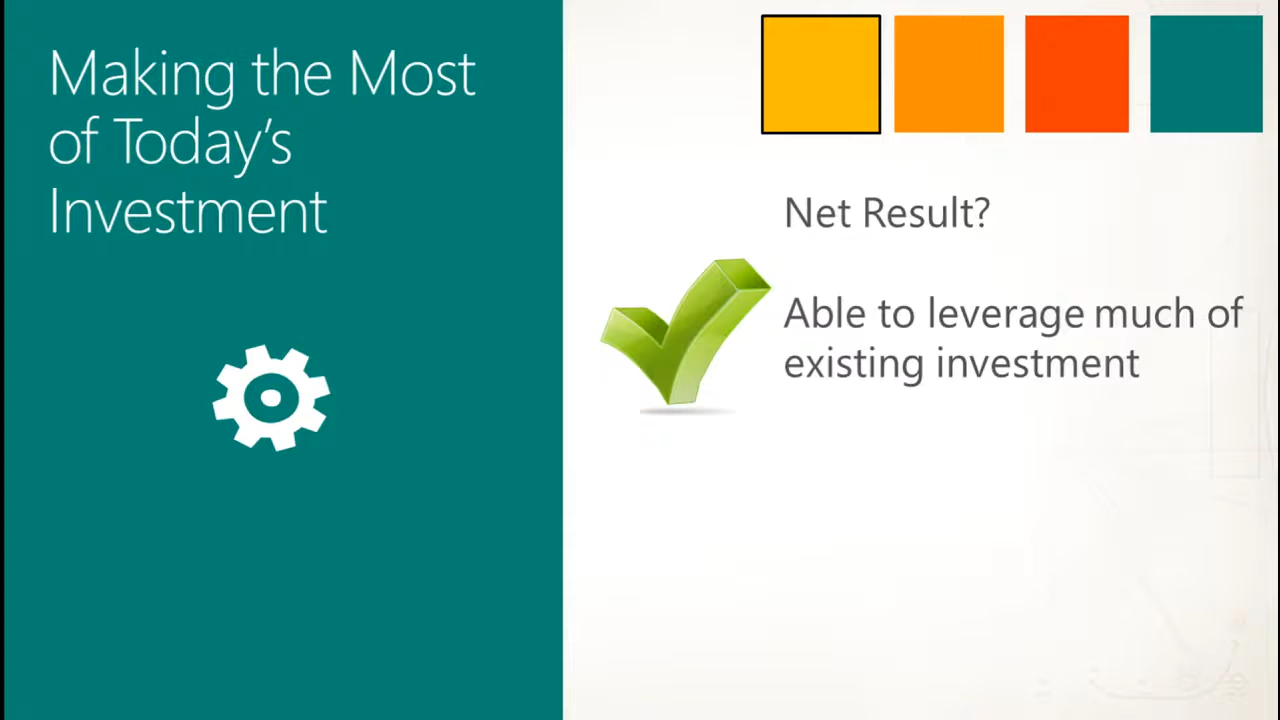 Making the Most
of Today's
Investment
Net Result?
Able to leverage much of
existing investment